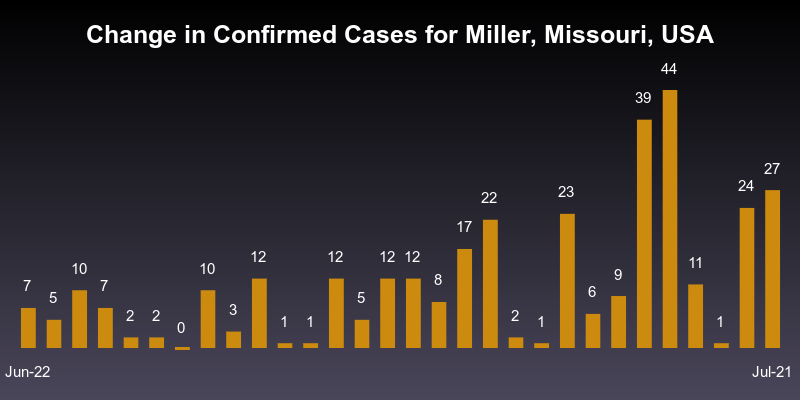 Change in Confirmed Cases for Miller, Missouri, USA
7 5 10 7 2 2 0 10 3 12 1 1 12 5 12 12 8 17 22 2 1 23 6 9 39 44 11 1 24 27
Jun-22 Jul-21